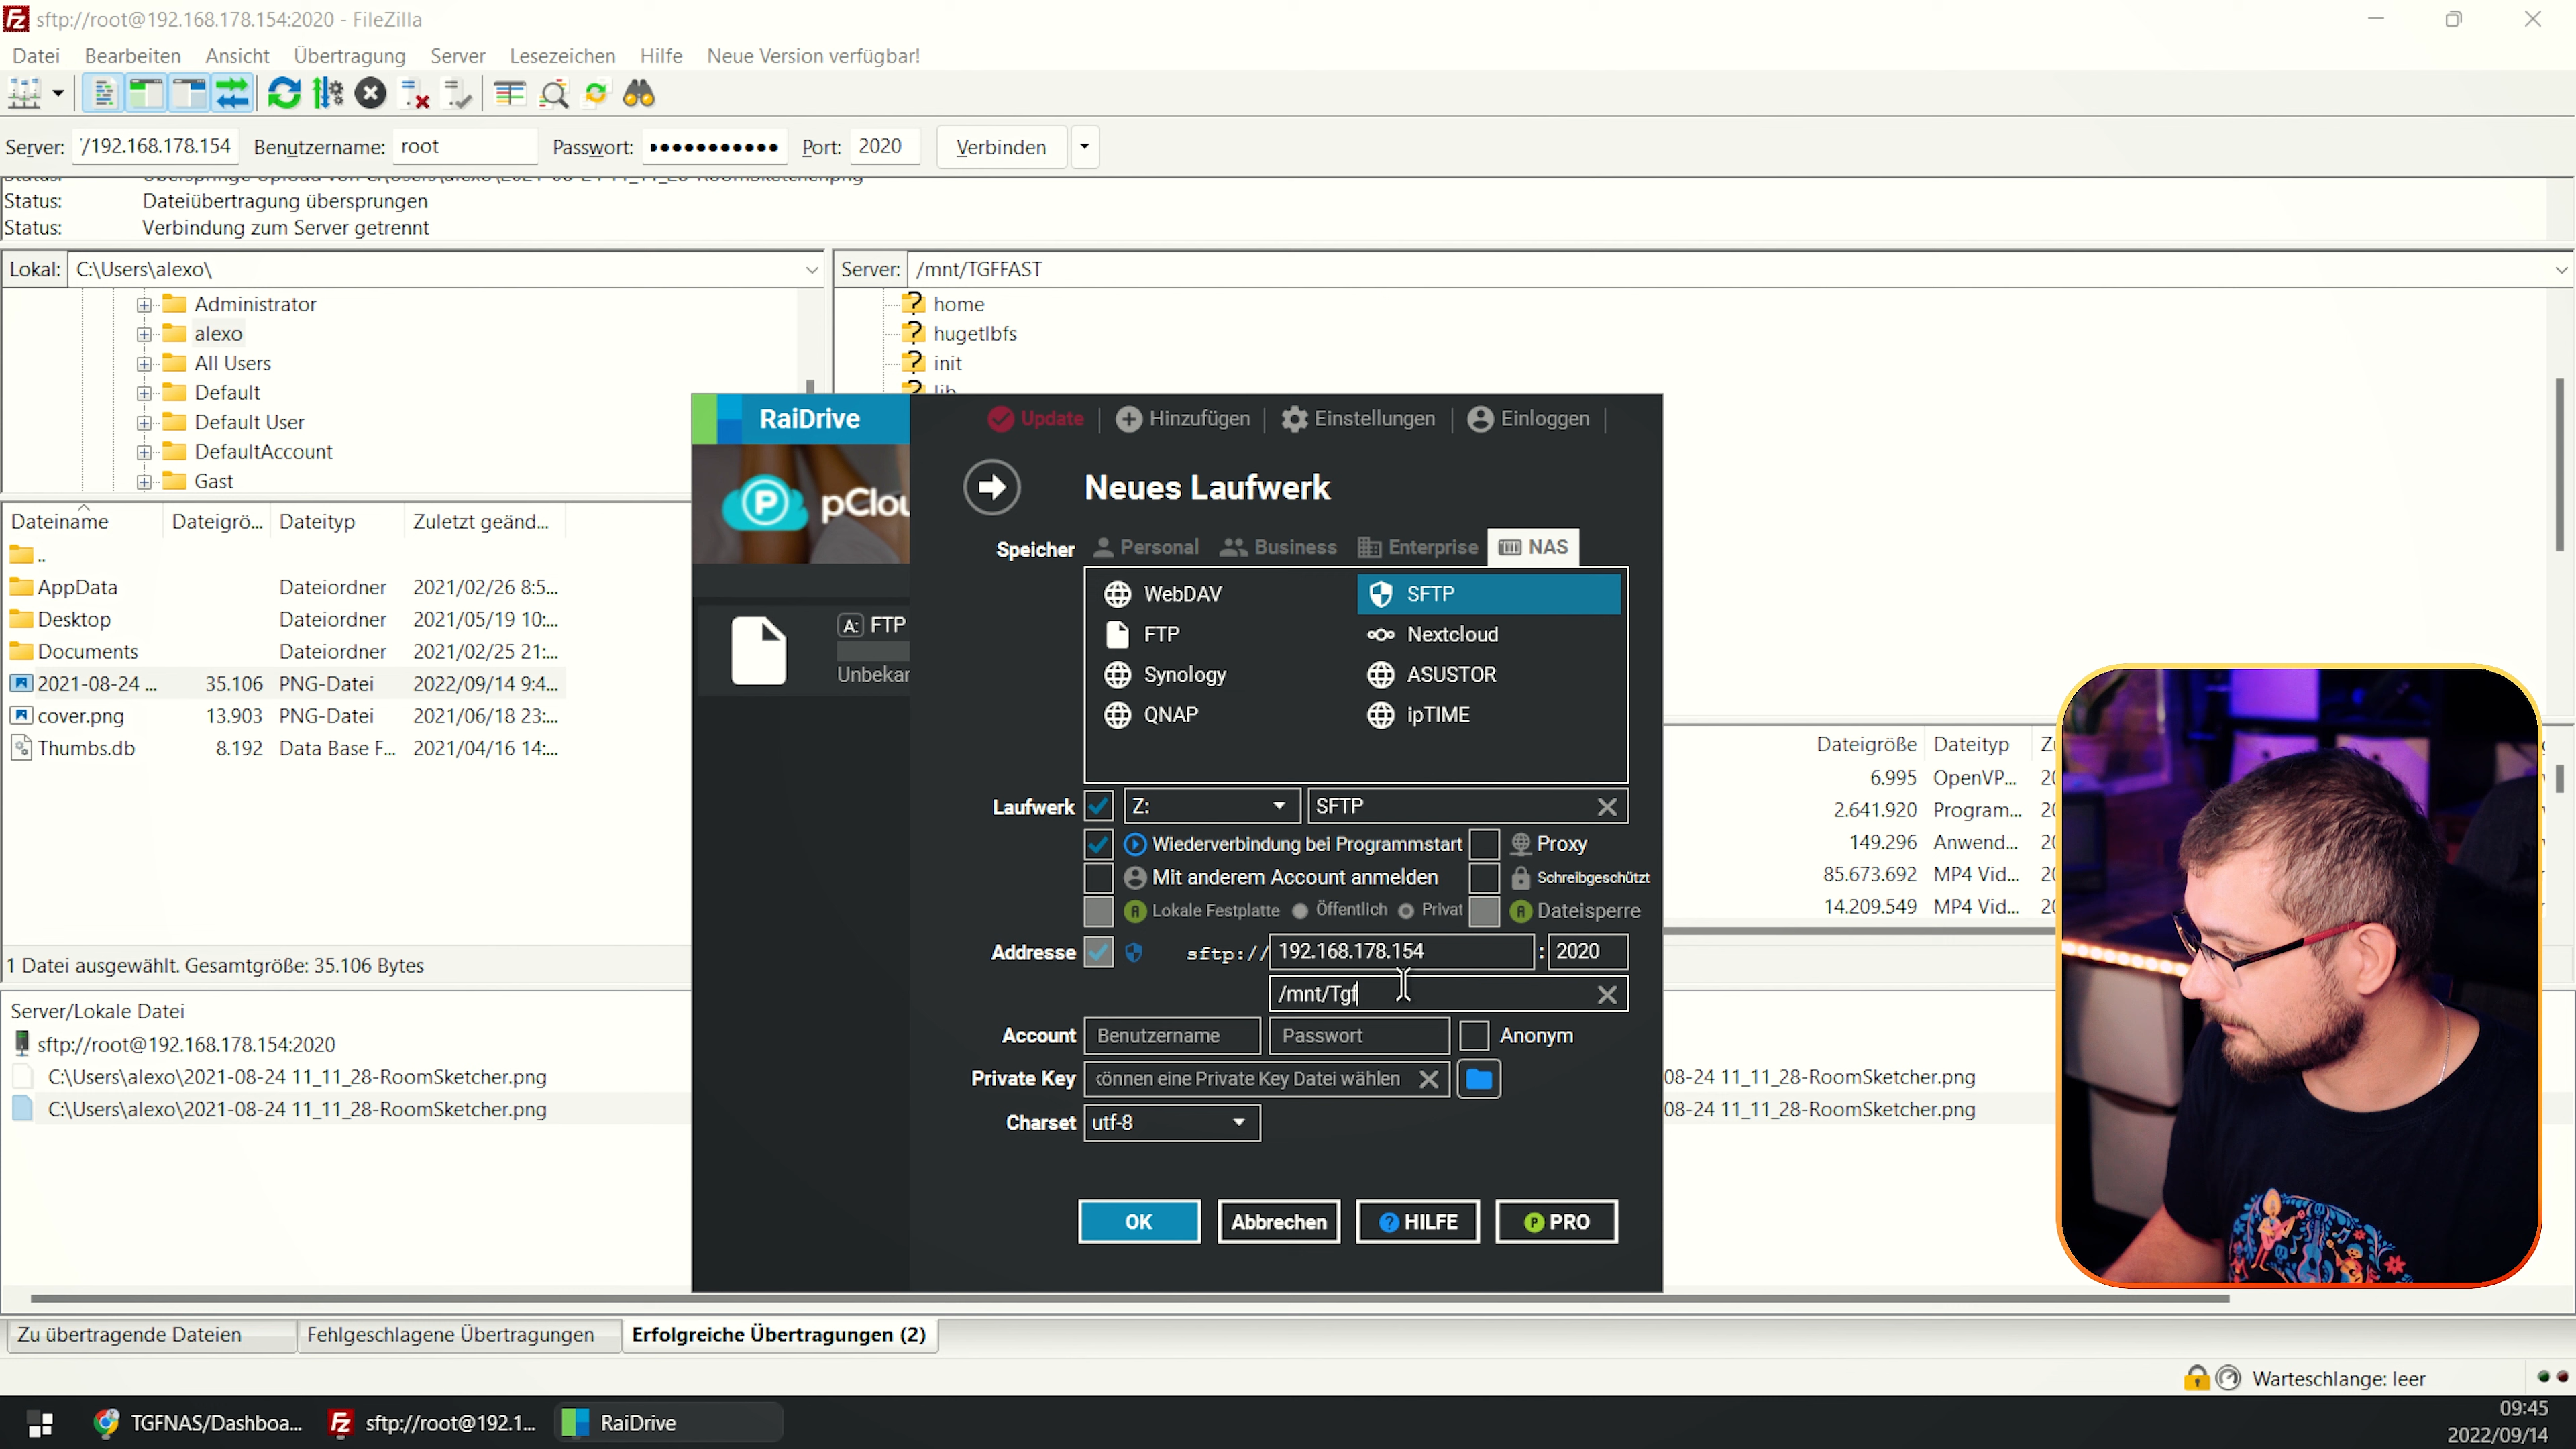 sftp://root@192.168.178.154:2020 - FileZilla
Datei Bearbeiten Ansicht Übertragung Server Lesezeichen Hilfe Neue Version verfügbar!
Server: 192.168.178.154 Benutzername: root Passwort: ●●●●●●●●●●● Port: 2020 Verbinden
Status: Dateiübertragung übersprungen
Status: Verbindung zum Server getrennt
Lokal: C:\Users\alexo\
Server: /mnt/TGFFAST
Administrator
alexo
All Users
Default
Default User
DefaultAccount
Gast
home
hugetlbfs
init
lib
Dateiname Dateigrö... Dateityp Zuletzt geänd...
..
AppData Dateiordner 2021/02/26 8:5...
Desktop Dateiordner 2021/05/19 10:...
Documents Dateiordner 2021/02/25 21:...
2021-08-24 ... 35.106 PNG-Datei 2022/09/14 9:4...
cover.png 13.903 PNG-Datei 2021/06/18 23:...
Thumbs.db 8.192 Data Base F... 2021/04/16 14:...
1 Datei ausgewählt. Gesamtgröße: 35.106 Bytes
RaiDrive
Update Hinzufügen Einstellungen Einloggen
pClou
A: FTP
Unbekan
Neues Laufwerk
Speicher Personal Business Enterprise NAS
WebDAV SFTP
FTP Nextcloud
Synology ASUSTOR
QNAP ipTIME
Laufwerk Z: SFTP
Wiederverbindung bei Programmstart Proxy
Mit anderem Account anmelden Schreibgeschützt
Lokale Festplatte Öffentlich Privat Dateisperre
Addresse sftp:// 192.168.178.154 : 2020
/mnt/Tgf
Account Benutzername Passwort Anonym
Private Key können eine Private Key Datei wählen
Charset utf-8
OK Abbrechen HILFE PRO
Dateigröße Dateityp Zu
6.995 OpenVP... 20
2.641.920 Program... 20
149.296 Anwend... 20
85.673.692 MP4 Vid... 20
14.209.549 MP4 Vid... 20
Server/Lokale Datei
sftp://root@192.168.178.154:2020
C:\Users\alexo\2021-08-24 11_11_28-RoomSketcher.png
08-24 11_11_28-RoomSketcher.png
C:\Users\alexo\2021-08-24 11_11_28-RoomSketcher.png
08-24 11_11_28-RoomSketcher.png
Zu übertragende Dateien Fehlgeschlagene Übertragungen Erfolgreiche Übertragungen (2)
Warteschlange: leer
TGFNAS/Dashboa... sftp://root@192.1... RaiDrive
09:45
2022/09/14